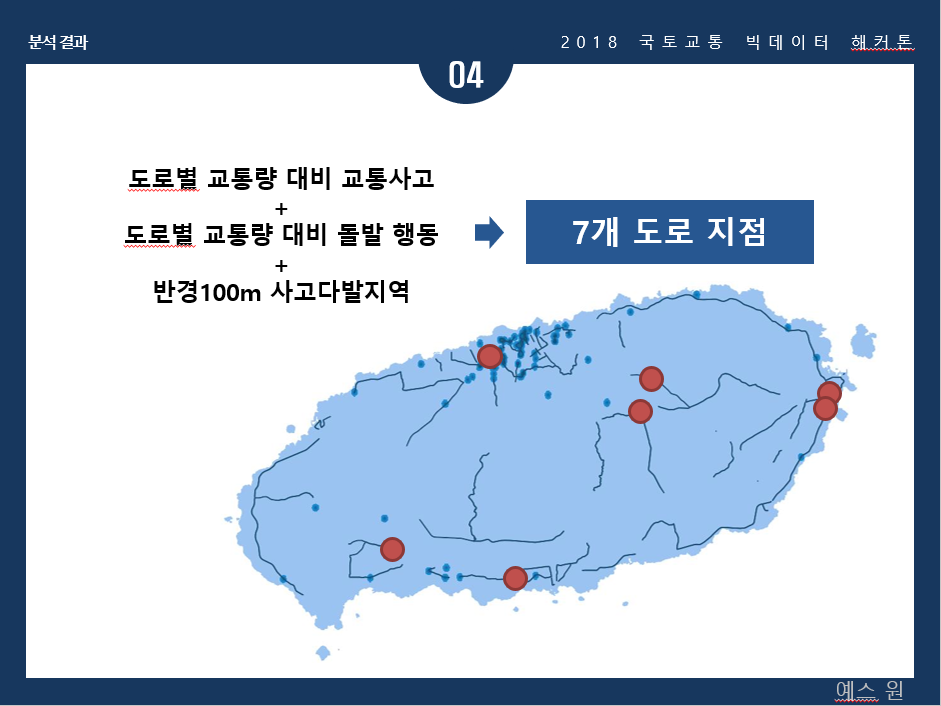 분석 결과
2018 국토교통 빅데이터 해커톤
04
도로별 교통량 대비 교통사고
+
도로별 교통량 대비 돌발 행동
+
반경100m 사고다발지역
7개 도로 지점
예스 원